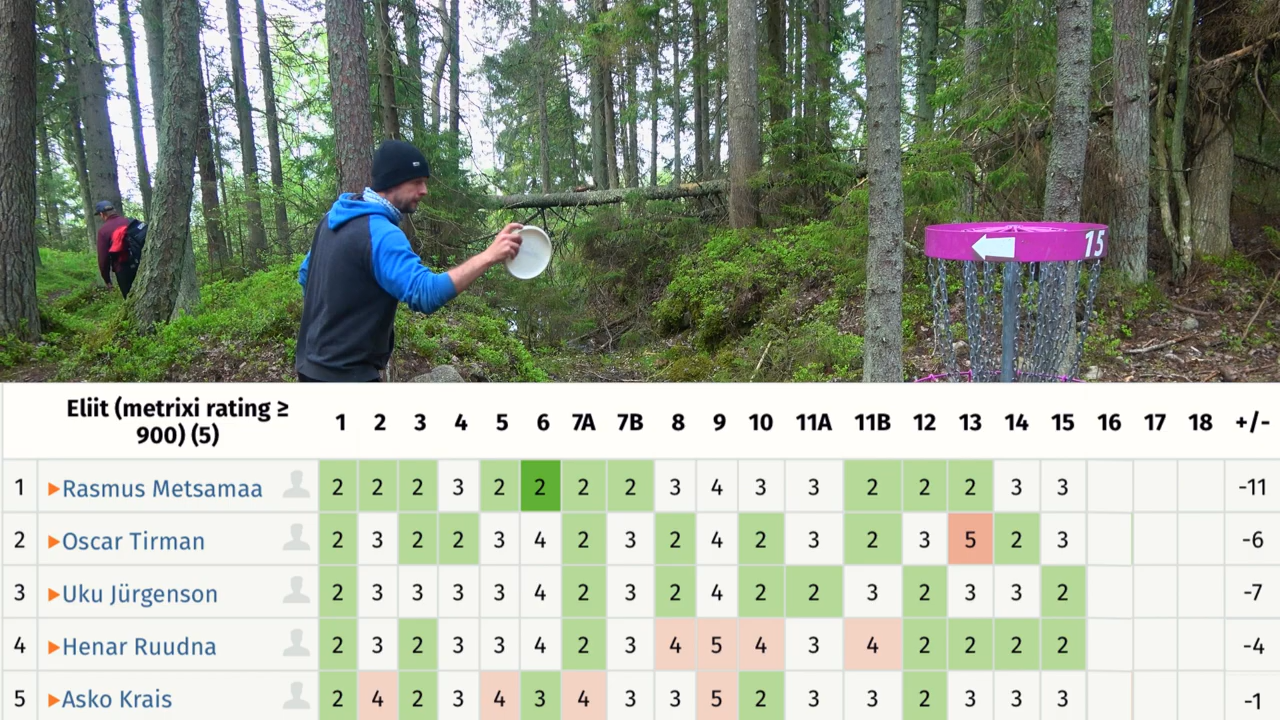 15
Eliit (metrixi rating ≥
900) (5) 1 2 3 4 5 6 7A 7B 8 9 10 11A 11B 12 13 14 15 16 17 18 +/-
1 Rasmus Metsamaa 2 2 2 3 2 2 2 2 3 4 3 3 2 2 2 3 3 -11
2 Oscar Tirman 2 3 2 2 3 4 2 3 2 4 2 3 2 3 5 2 3 -6
3 Uku Jürgenson 2 3 3 3 3 4 2 3 2 4 2 2 3 2 3 3 2 -7
4 Henar Ruudna 2 3 2 3 3 4 2 3 4 5 4 3 4 2 2 2 2 -4
5 Asko Krais 2 4 2 3 4 3 4 3 3 5 2 3 3 2 3 3 3 -1